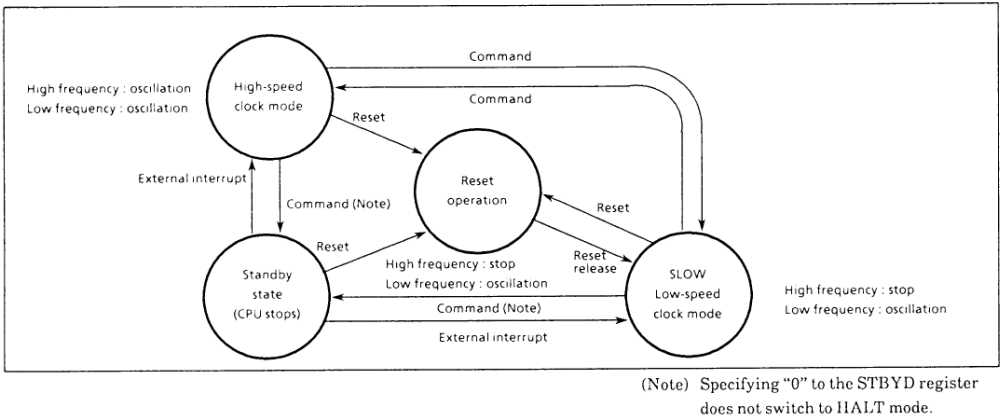 Command
High-speed
clock mode
High frequency : oscillation
Low frequency : oscillation
Command
Reset
External interrupt
Command (Note)
Reset
operation
Reset
Reset
Reset
release
Standby
state
(CPU stops)
High frequency : stop
Low frequency : oscillation
Command (Note)
External interrupt
SLOW
Low-speed
clock mode
High frequency : stop
Low frequency : oscillation
(Note) Specifying “0” to the STBYD register
does not switch to HALT mode.